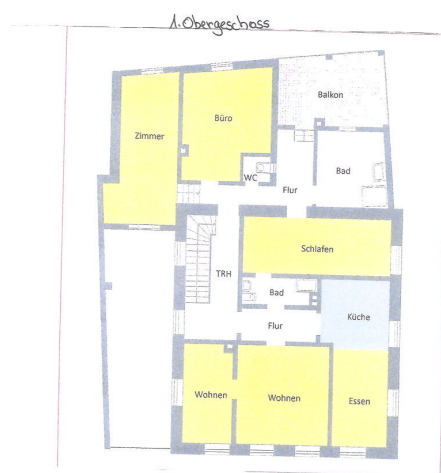 1. Obergeschoss
Balkon
Büro
Zimmer
WC
Bad
Flur
Schlafen
TRH
Bad
Küche
Flur
Wohnen
Wohnen
Essen